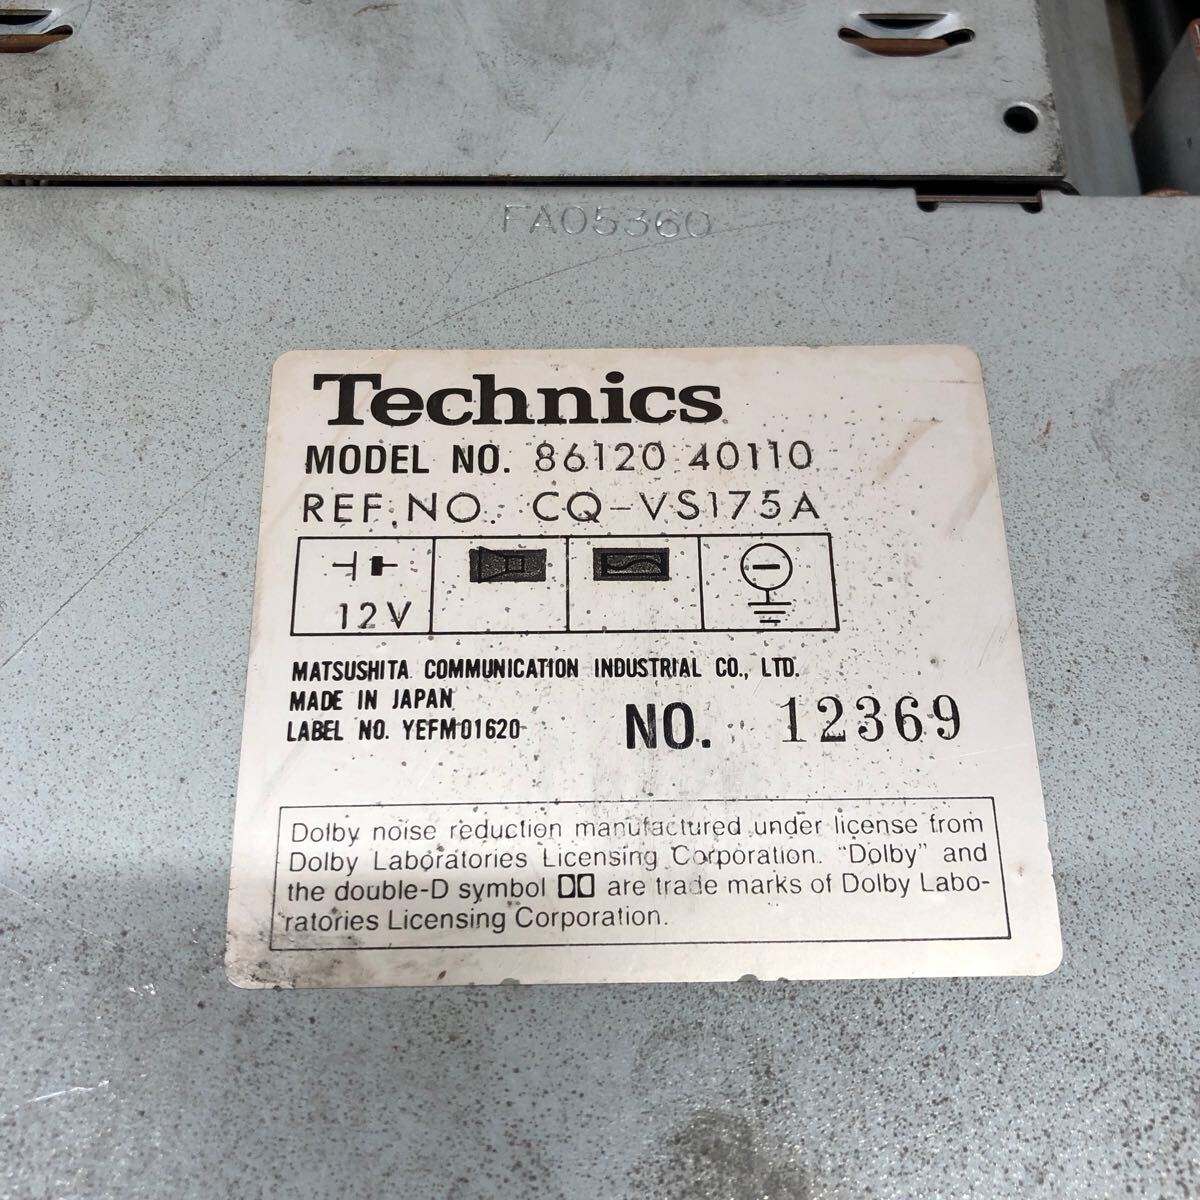 FA05360
Technics
MODEL NO. 86120-40110
REF. NO. CQ-VS175A
12V
MATSUSHITA COMMUNICATION INDUSTRIAL CO., LTD.
MADE IN JAPAN
LABEL NO. YEFM01620
NO. 12369
Dolby noise reduction manufactured under license from
Dolby Laboratories Licensing Corporation. "Dolby" and
the double-D symbol are trade marks of Dolby Labo-
ratories Licensing Corporation.